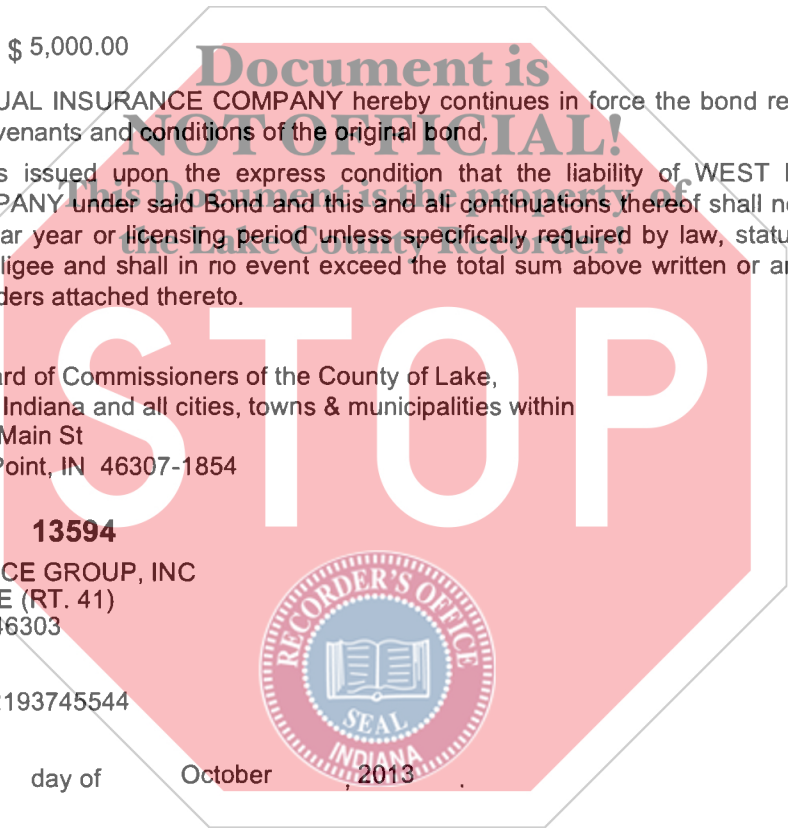 $ 5,000.00
Document is
UAL INSURANCE COMPANY hereby continues in force the bond re
venants and conditions of the original bond.
NOT OFFICIAL!
s issued upon the express condition that the liability of WEST
This Document is the property of
PANY under said Bond and this and all continuations thereof shall n
the Lake County Recorder!
ar year or licensing period unless specifically required by law, statu
ligee and shall in no event exceed the total sum above written or a
ders attached thereto.
STOP
ard of Commissioners of the County of Lake,
Indiana and all cities, towns & municipalities within
Main St
Point, IN 46307-1854
13594
CE GROUP, INC
E (RT. 41)
46303
2193745544
RECORDER'S OFFICE
SEAL
INDIANA
day of October , 2013 .